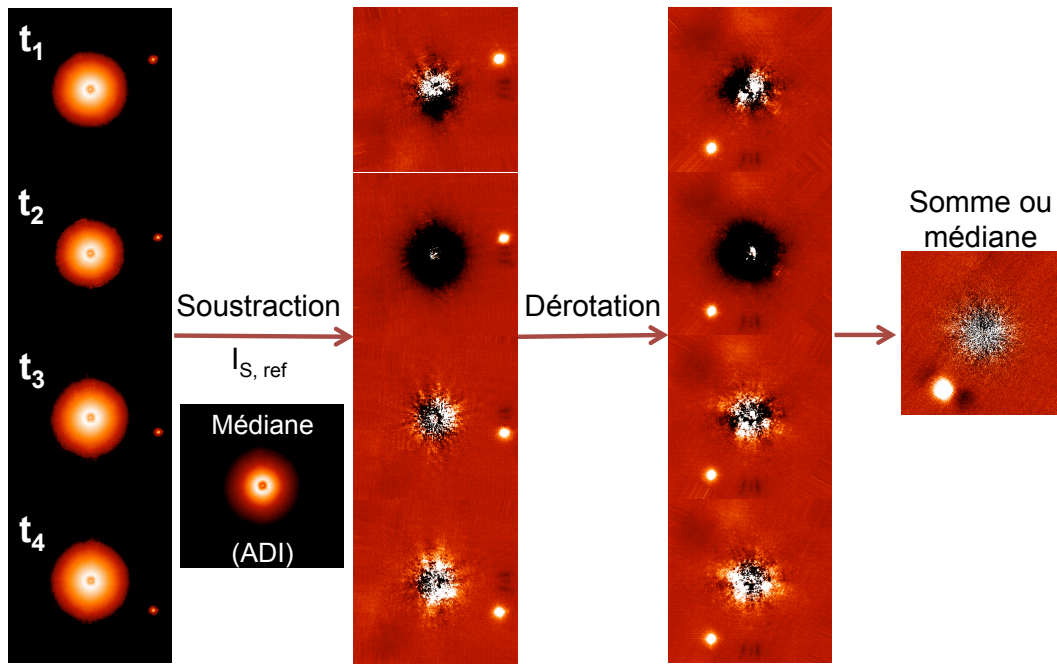 t1
t2
t3
t4
Soustraction
IS, ref
Médiane
(ADI)
Dérotation
Somme ou
médiane